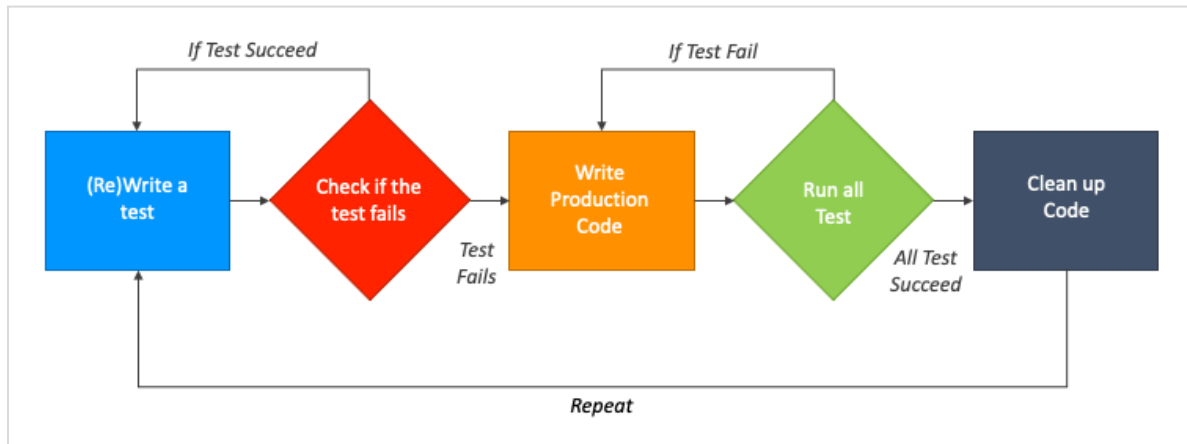 If Test Succeed
If Test Fail
(Re)Write a
test
Check if the
test fails
Write
Production
Code
Run all
Test
Clean up
Code
Test
Fails
All Test
Succeed
Repeat